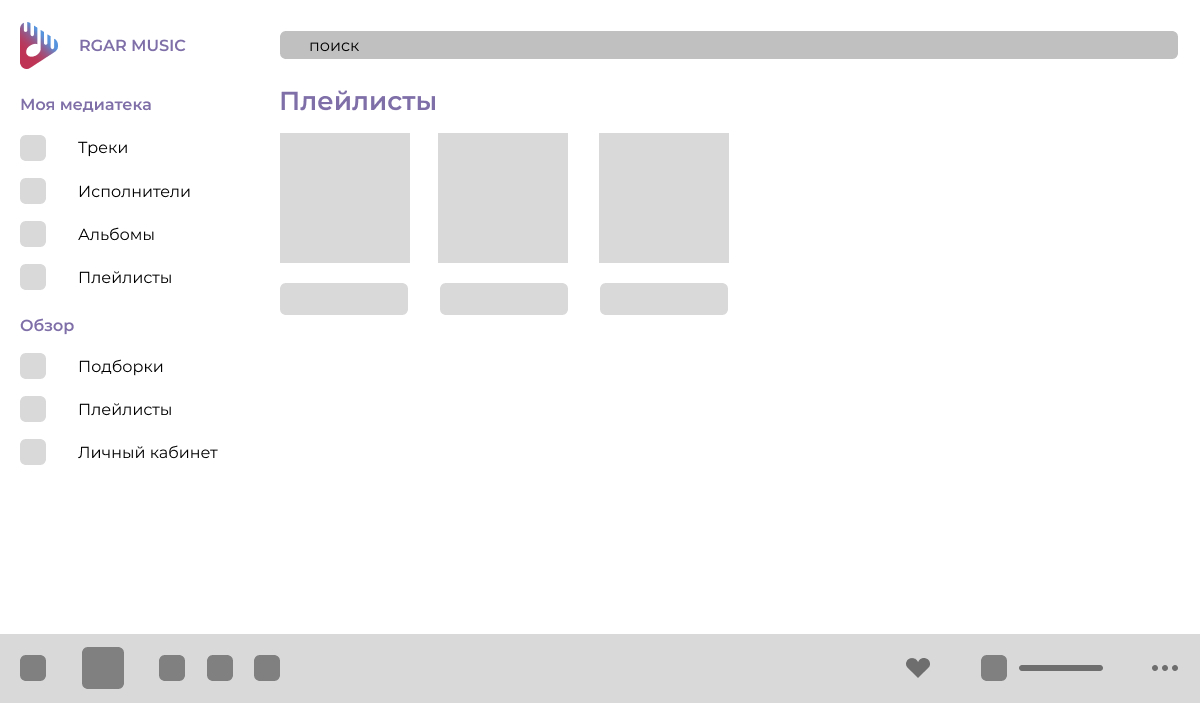 RGAR MUSIC
поиск
Моя медиатека
Треки
Исполнители
Альбомы
Плейлисты
Обзор
Подборки
Плейлисты
Личный кабинет
Плейлисты